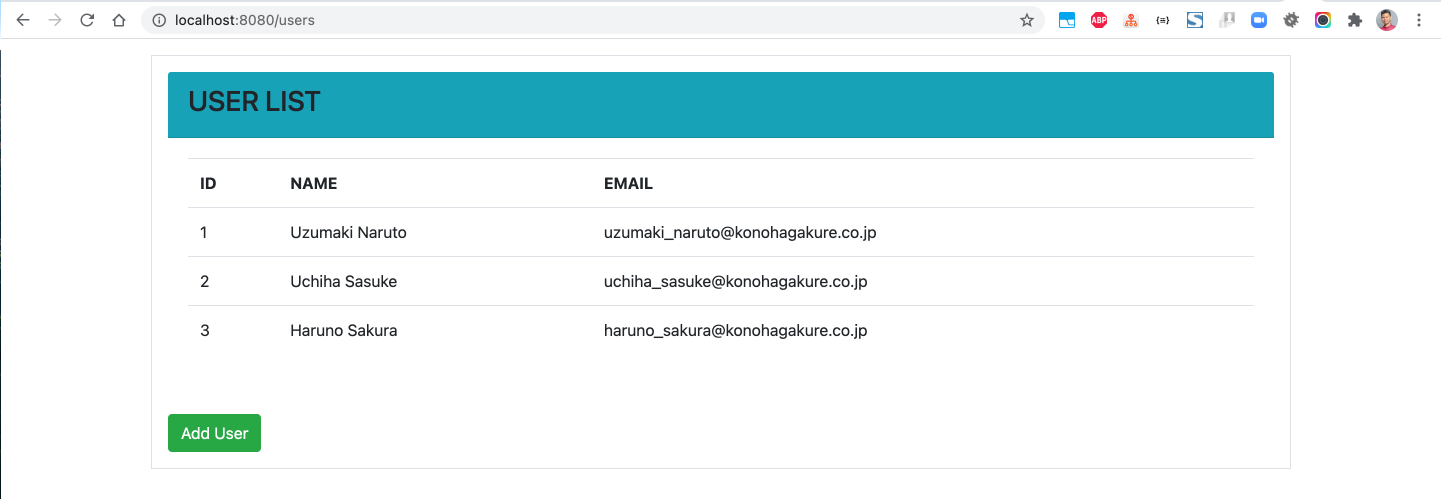 localhost:8080/users
ABP
USER LIST
ID NAME EMAIL
1 Uzumaki Naruto uzumaki_naruto@konohagakure.co.jp
2 Uchiha Sasuke uchiha_sasuke@konohagakure.co.jp
3 Haruno Sakura haruno_sakura@konohagakure.co.jp
Add User